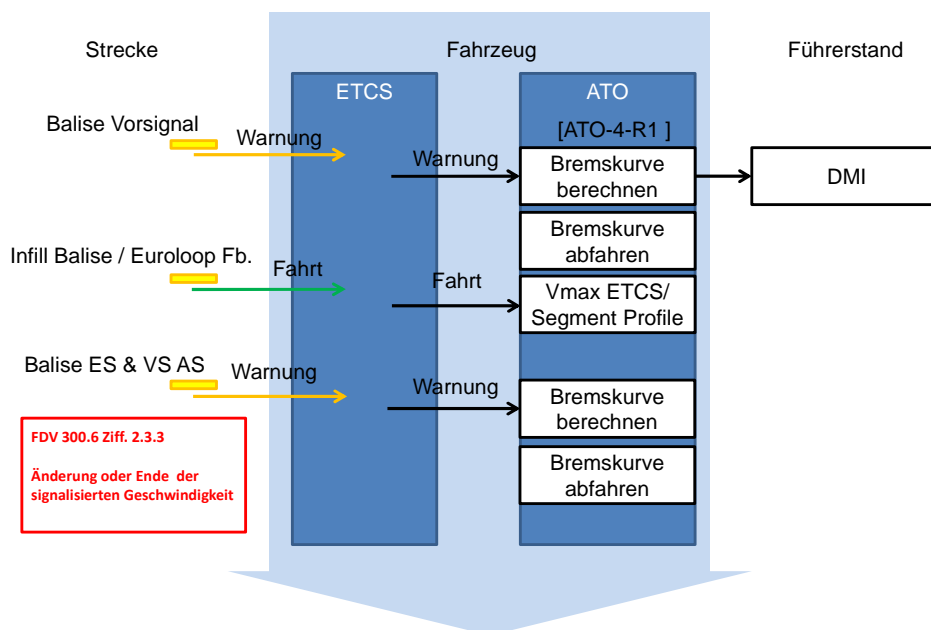 Strecke
Fahrzeug
Führerstand
ETCS
ATO
[ATO-4-R1 ]
Balise Vorsignal
Warnung
Warnung
Bremskurve
berechnen
DMI
Bremskurve
abfahren
Infill Balise / Euroloop Fb.
Fahrt
Fahrt
Vmax ETCS/
Segment Profile
Balise ES & VS AS
Warnung
Warnung
Bremskurve
berechnen
Bremskurve
abfahren
FDV 300.6 Ziff. 2.3.3
Änderung oder Ende der
signalisierten Geschwindigkeit